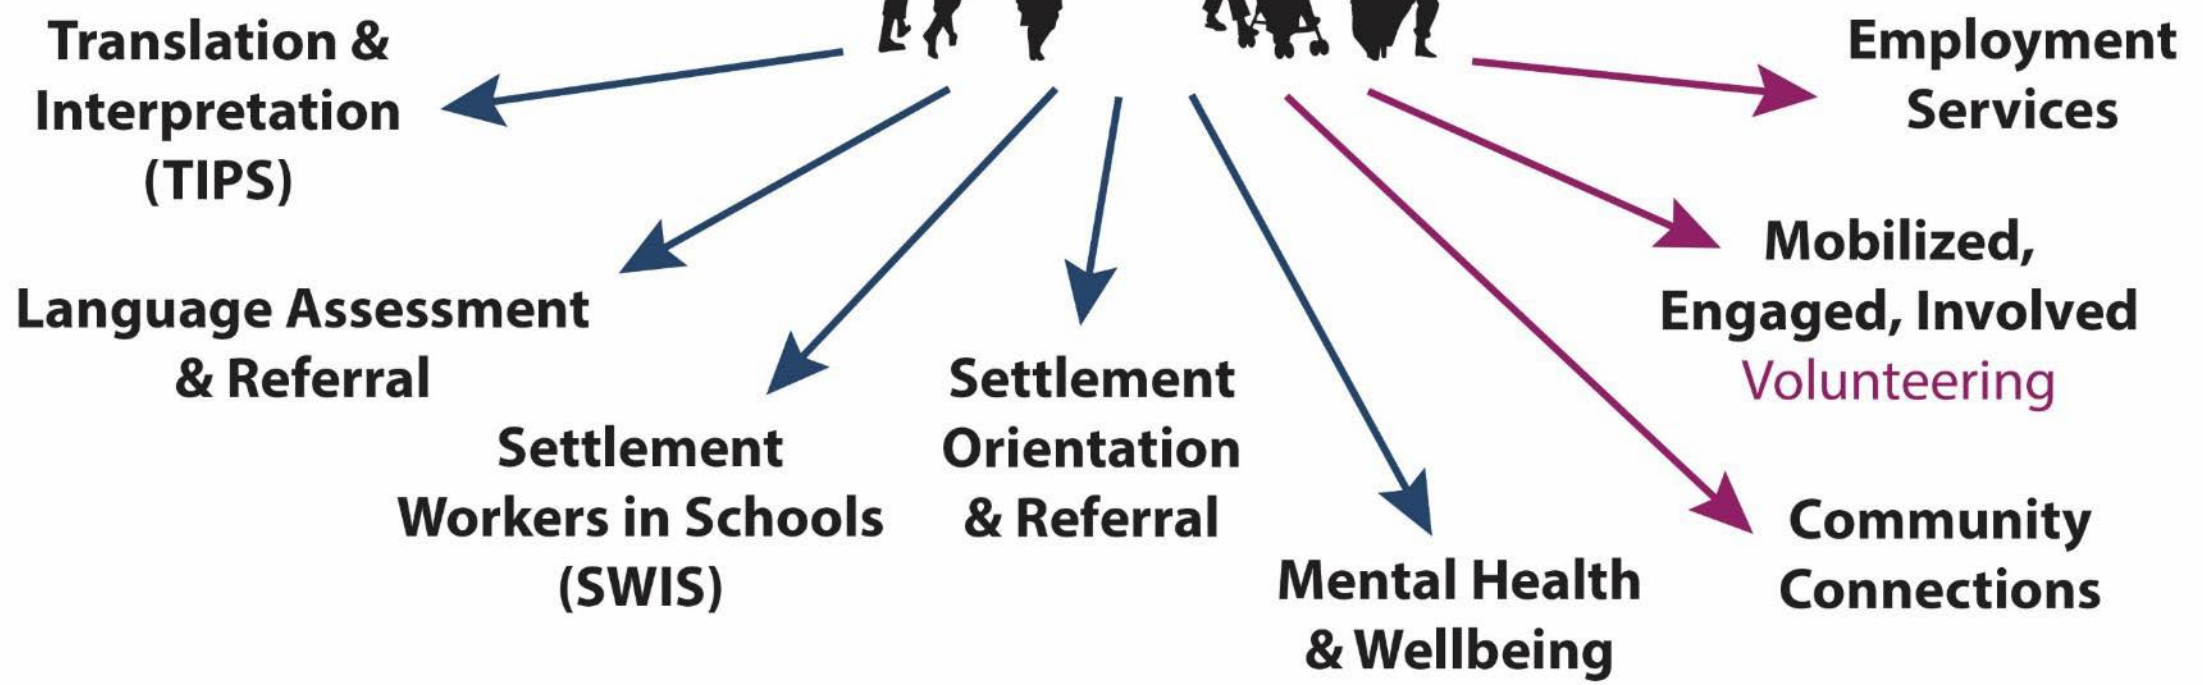 Translation &
Interpretation
(TIPS)
Language Assessment
& Referral
Settlement
Workers in Schools
(SWIS)
Settlement
Orientation
& Referral
Mental Health
& Wellbeing
Community
Connections
Mobilized,
Engaged, Involved
Volunteering
Employment
Services